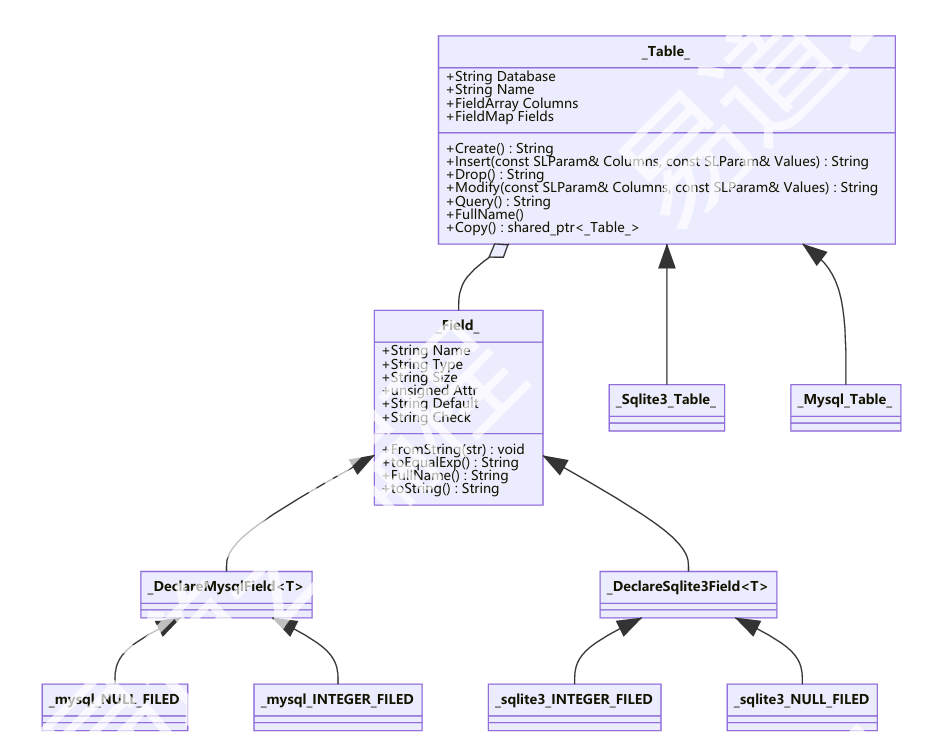 _Table_
+String Database
+String Name
+FieldArray Columns
+FieldMap Fields
+Create() : String
+Insert(const SLParam& Columns, const SLParam& Values) : String
+Drop() : String
+Modify(const SLParam& Columns, const SLParam& Values) : String
+Query() : String
+FullName()
+Copy() : shared_ptr<_Table_>
_Field_
+String Name
+String Type
+String Size
+unsigned Attr
+String Default
+String Check
+FromString(str) : void
+toEqualExp() : String
+FullName() : String
+toString() : String
_Sqlite3_Table_
_Mysql_Table_
_DeclareMysqlField<T>
_DeclareSqlite3Field<T>
_mysql_NULL_FILED
_mysql_INTEGER_FILED
_sqlite3_INTEGER_FILED
_sqlite3_NULL_FILED
易道